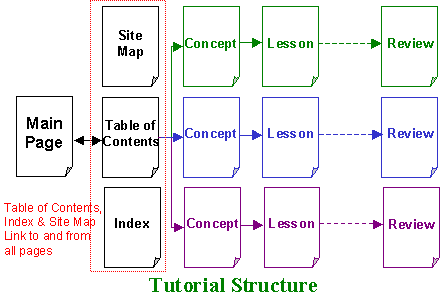 Site
Map
Concept
Lesson
Review
Main
Page
Table of
Contents
Concept
Lesson
Review
Table of Contents,
Index & Site Map
Link to and from
all pages
Index
Concept
Lesson
Review
Tutorial Structure